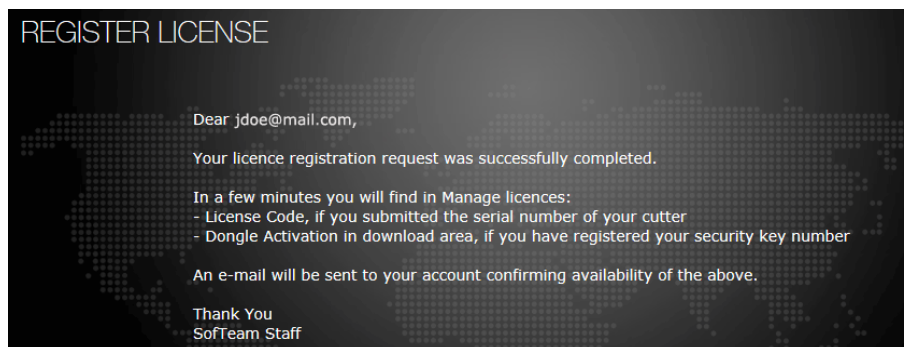 REGISTER LICENSE
Dear jdoe@mail.com,
Your licence registration request was successfully completed.
In a few minutes you will find in Manage licences:
- License Code, if you submitted the serial number of your cutter
- Dongle Activation in download area, if you have registered your security key number
An e-mail will be sent to your account confirming availability of the above.
Thank You
SofTeam Staff